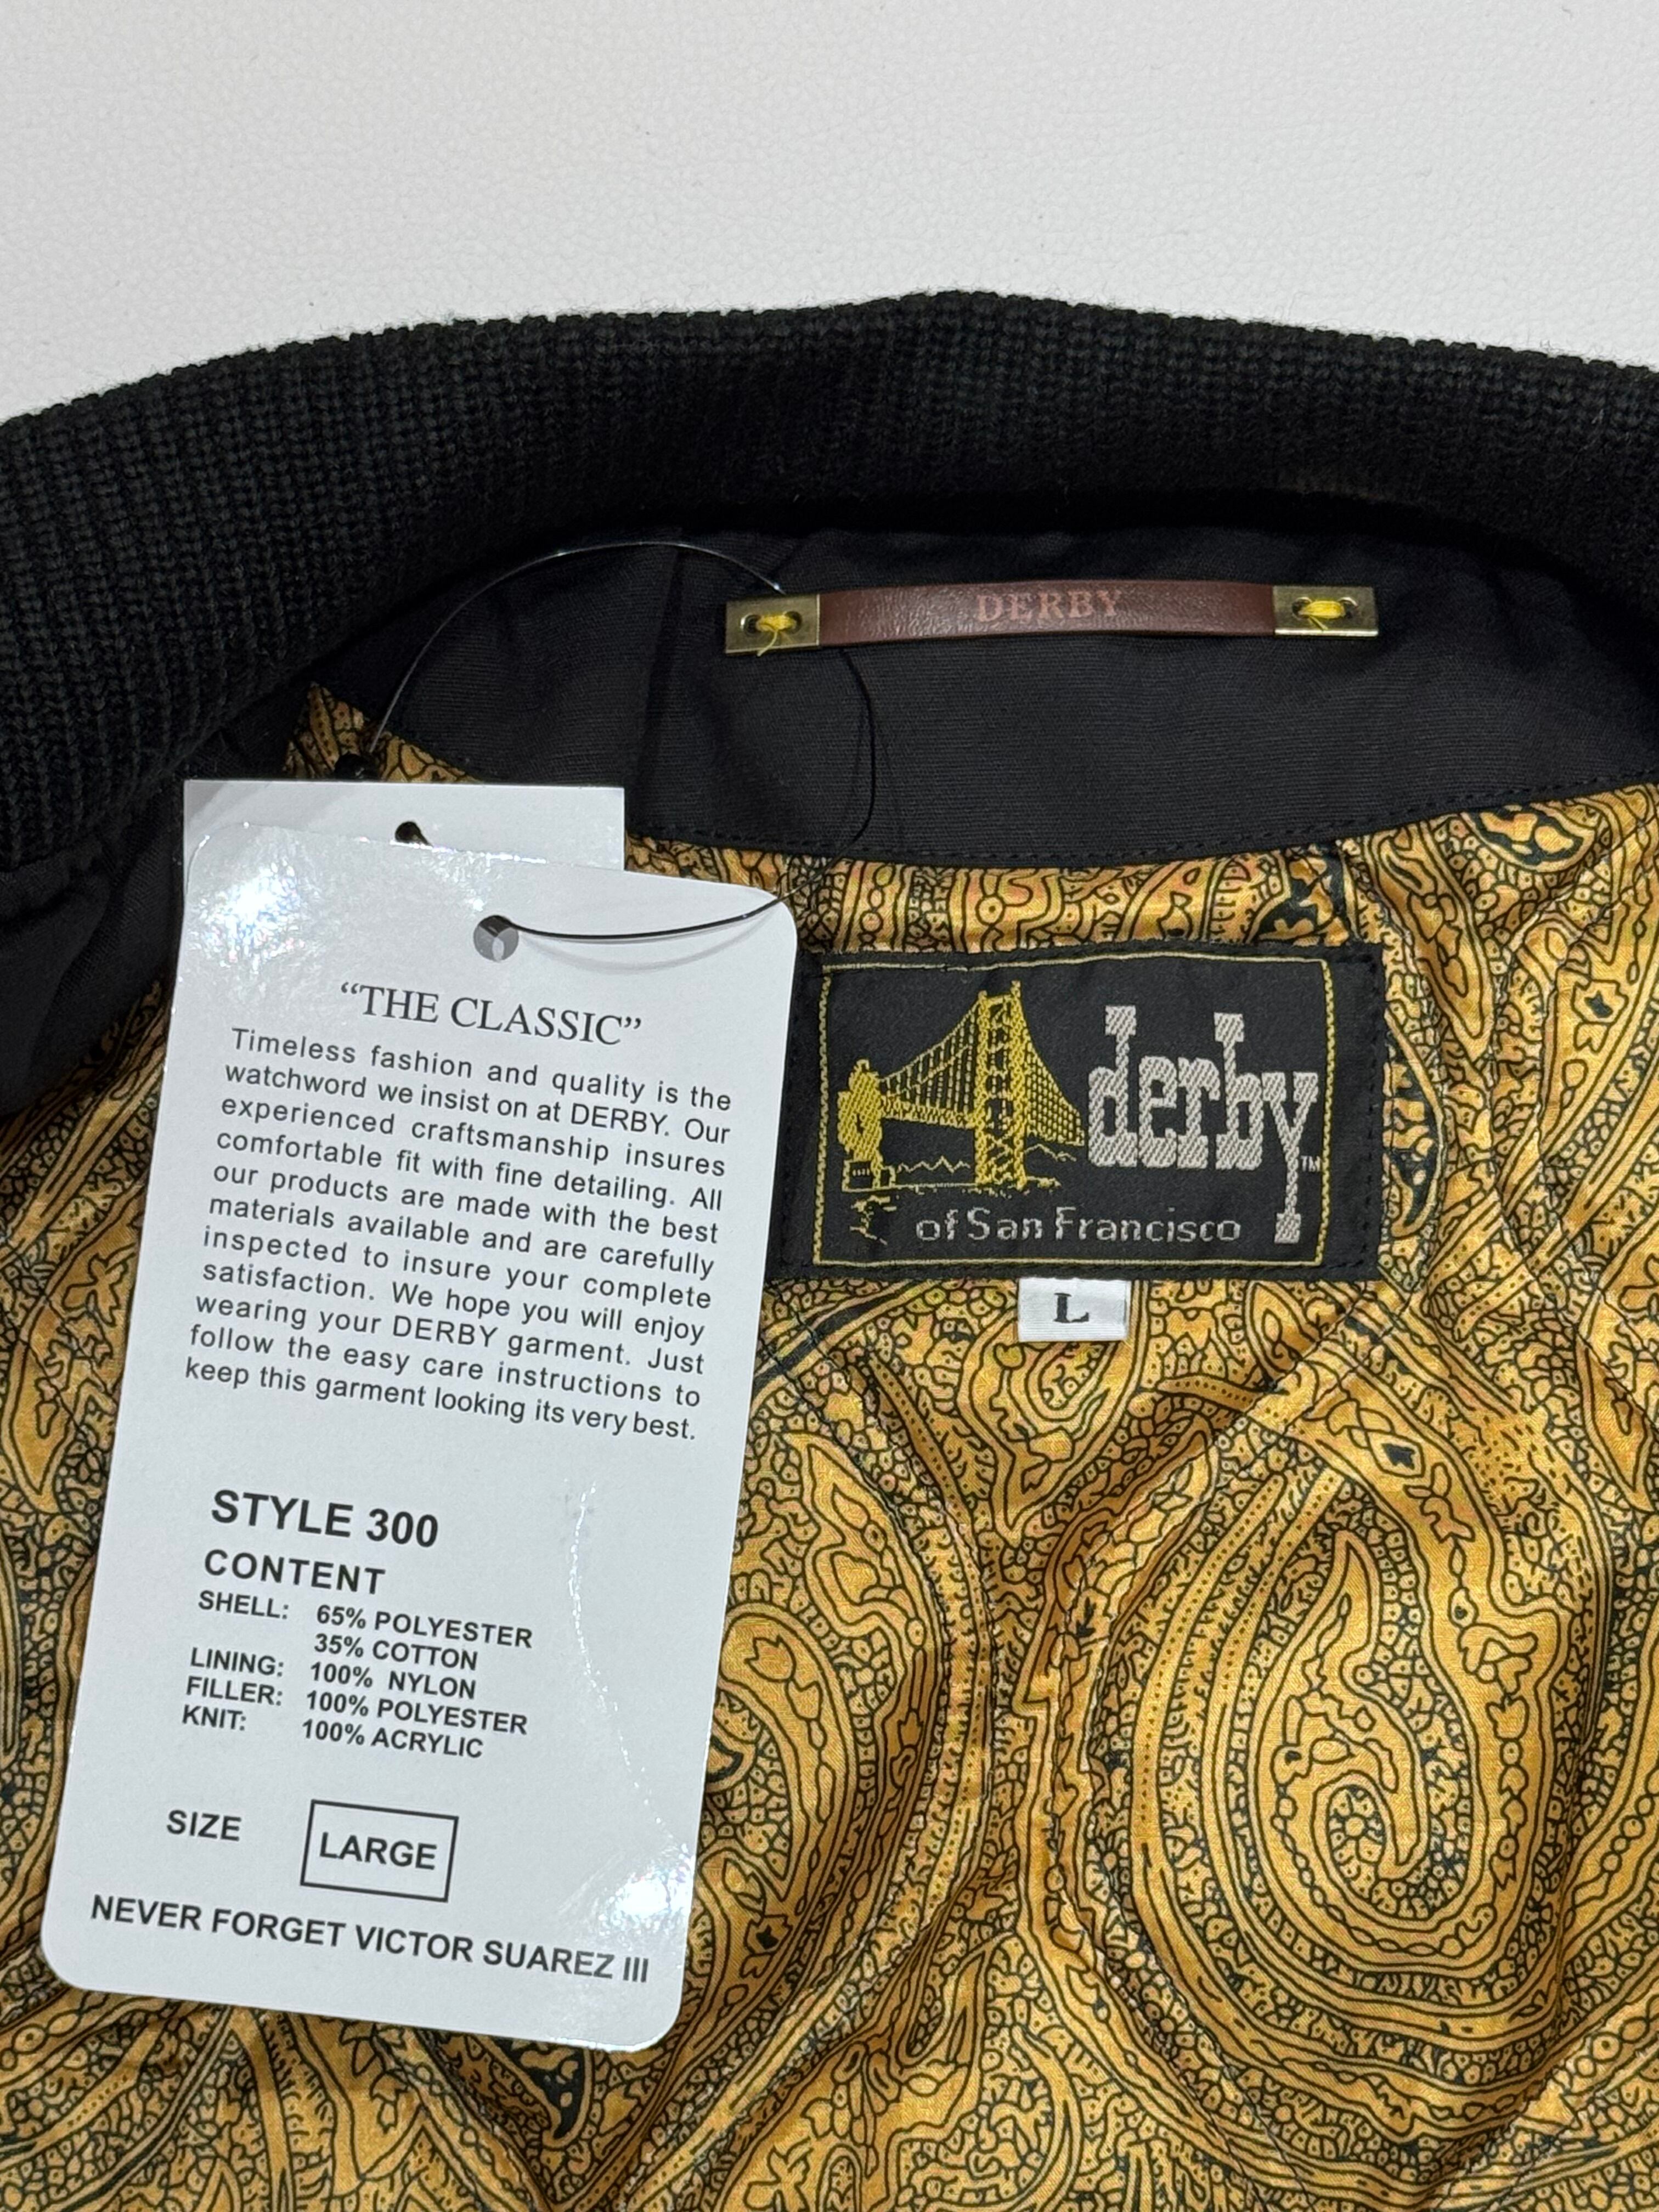 DERBY
derby™
of San Francisco
L
“THE CLASSIC”
Timeless fashion and quality is the
watchword we insist on at DERBY. Our
experienced craftsmanship insures
comfortable fit with fine detailing. All
our products are made with the best
materials available and are carefully
inspected to insure your complete
satisfaction. We hope you will enjoy
wearing your DERBY garment. Just
follow the easy care instructions to
keep this garment looking its very best.
STYLE 300
CONTENT
SHELL: 65% POLYESTER
35% COTTON
LINING: 100% NYLON
FILLER: 100% POLYESTER
KNIT: 100% ACRYLIC
SIZE LARGE
NEVER FORGET VICTOR SUAREZ III